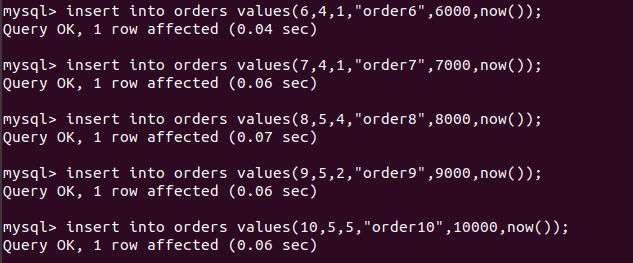 mysql> insert into orders values(6,4,1,"order6",6000,now());
Query OK, 1 row affected (0.04 sec)
mysql> insert into orders values(7,4,1,"order7",7000,now());
Query OK, 1 row affected (0.06 sec)
mysql> insert into orders values(8,5,4,"order8",8000,now());
Query OK, 1 row affected (0.07 sec)
mysql> insert into orders values(9,5,2,"order9",9000,now());
Query OK, 1 row affected (0.06 sec)
mysql> insert into orders values(10,5,5,"order10",10000,now());
Query OK, 1 row affected (0.06 sec)